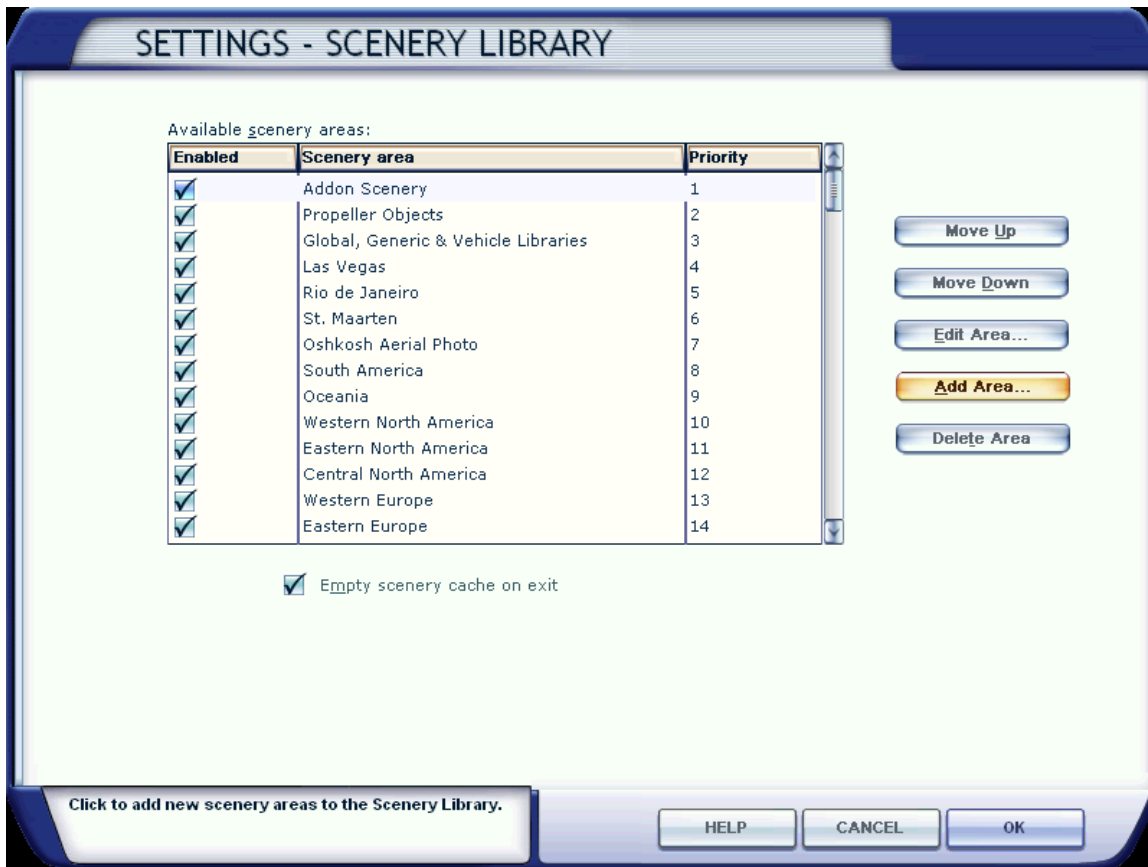 SETTINGS - SCENERY LIBRARY
Available scenery areas:
Enabled Scenery area Priority
Addon Scenery 1
Propeller Objects 2
Global, Generic & Vehicle Libraries 3
Las Vegas 4
Rio de Janeiro 5
St. Maarten 6
Oshkosh Aerial Photo 7
South America 8
Oceania 9
Western North America 10
Eastern North America 11
Central North America 12
Western Europe 13
Eastern Europe 14
Move Up
Move Down
Edit Area...
Add Area...
Delete Area
Empty scenery cache on exit
Click to add new scenery areas to the Scenery Library.
HELP CANCEL OK